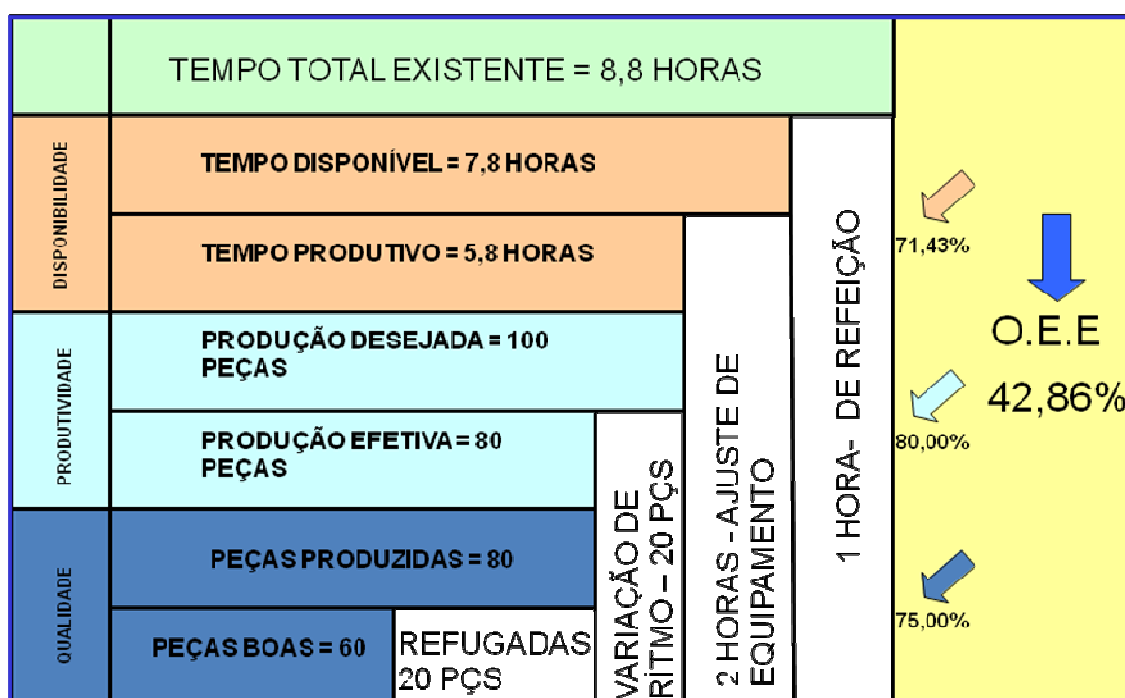 TEMPO TOTAL EXISTENTE = 8,8 HORAS
DISPONIBILIDADE
TEMPO DISPONÍVEL = 7,8 HORAS
TEMPO PRODUTIVO = 5,8 HORAS
PRODUTIVIDADE
PRODUÇÃO DESEJADA = 100
PEÇAS
PRODUÇÃO EFETIVA = 80
PEÇAS
QUALIDADE
PEÇAS PRODUZIDAS = 80
PEÇAS BOAS = 60
REFUGADAS
20 PÇS
VARIAÇÃO DE
RÍTMO – 20 PÇS
2 HORAS - AJUSTE DE
EQUIPAMENTO
1 HORA- DE REFEIÇÃO
71,43%
80,00%
75,00%
O.E.E
42,86%